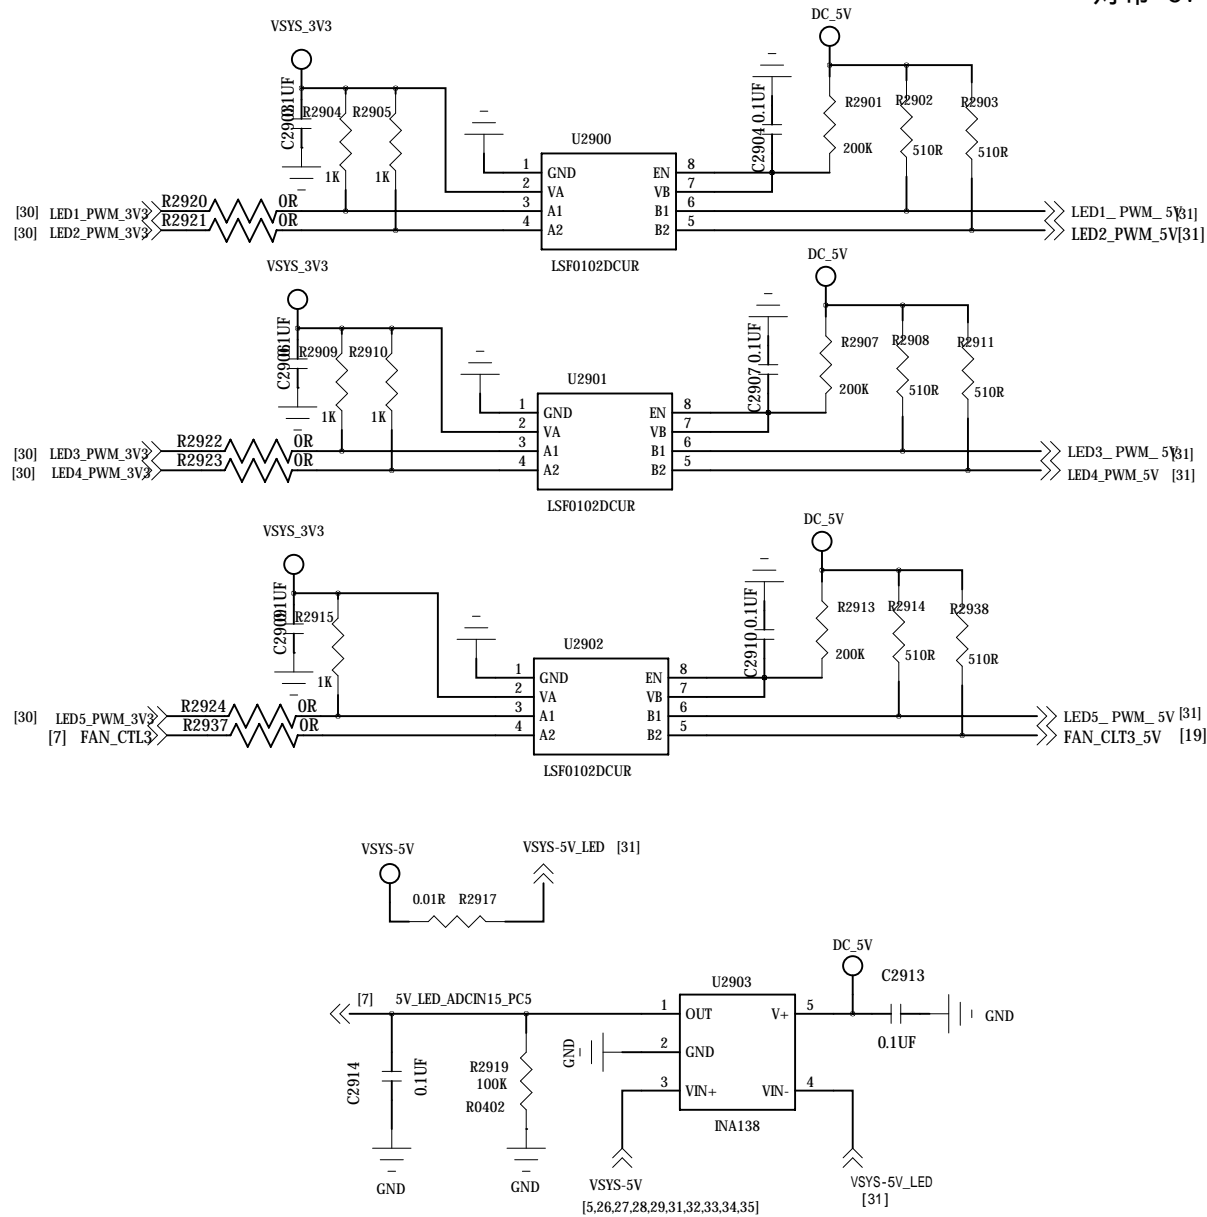 VSYS_3V3
DC_5V
R2904 R2905
1K 1K
U2900
C2904 0.1UF
R2901 R2902 R2903
200K 510R 510R
1 GND EN 8
2 VA VB 7
3 A1 B1 6
4 A2 B2 5
LSF0102DCUR
[30] LED1_PWM_3V3 R2920 0R
[30] LED2_PWM_3V3 R2921 0R
LED1_ PWM_ 5V [31]
LED2_PWM_5V[31]
VSYS_3V3
DC_5V
R2909 R2910
1K 1K
U2901
C2907 0.1UF
R2907 R2908 R2911
200K 510R 510R
1 GND EN 8
2 VA VB 7
3 A1 B1 6
4 A2 B2 5
LSF0102DCUR
[30] LED3_PWM_3V3 R2922 0R
[30] LED4_PWM_3V3 R2923 0R
LED3_ PWM_ 5V [31]
LED4_PWM_5V [31]
VSYS_3V3
DC_5V
R2915
1K
U2902
C2910 0.1UF
R2913 R2914 R2938
200K 510R 510R
1 GND EN 8
2 VA VB 7
3 A1 B1 6
4 A2 B2 5
LSF0102DCUR
[30] LED5_PWM_3V3 R2924 0R
[7] FAN_CTL3 R2937 0R
LED5_ PWM_ 5V [31]
FAN_CLT3_5V [19]
VSYS-5V
VSYS-5V_LED [31]
0.01R R2917
DC_5V
C2913
0.1UF
GND
U2903
[7] 5V_LED_ADCIN15_PC5
1 OUT V+ 5
2 GND
3 VIN+ VIN- 4
INA138
GND
C2914
0.1UF
R2919
100K
R0402
GND
GND
VSYS-5V
[5,26,27,28,29,31,32,33,34,35]
VSYS-5V_LED
[31]